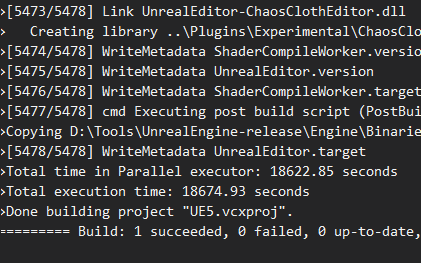 >[5473/5478] Link UnrealEditor-ChaosClothEditor.dll
>   Creating library ..\Plugins\Experimental\ChaosClo
>[5474/5478] WriteMetadata ShaderCompileWorker.versio
>[5475/5478] WriteMetadata UnrealEditor.version
>[5476/5478] WriteMetadata ShaderCompileWorker.target
>[5477/5478] cmd Executing post build script (PostBui
>Copying D:\Tools\UnrealEngine-release\Engine\Binarie
>[5478/5478] WriteMetadata UnrealEditor.target
>Total time in Parallel executor: 18622.85 seconds
>Total execution time: 18674.93 seconds
>Done building project "UE5.vcxproj".
========= Build: 1 succeeded, 0 failed, 0 up-to-date,